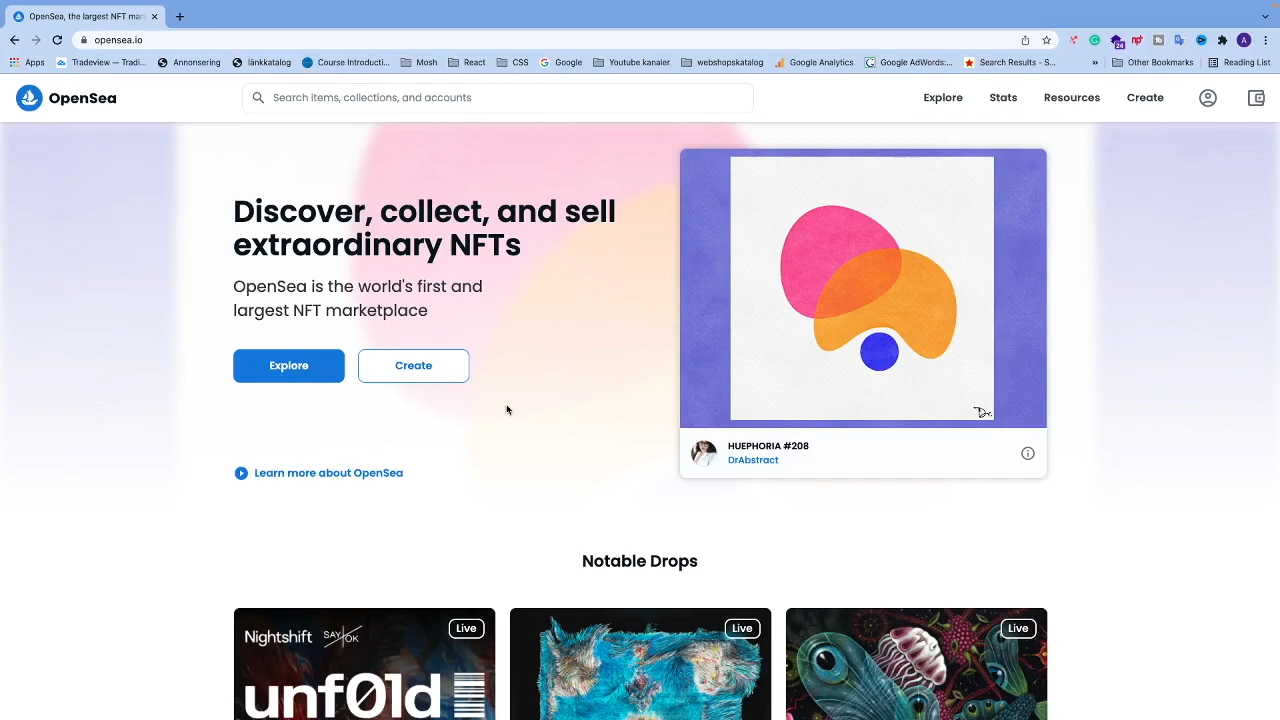 OpenSea, the largest NFT mar
opensea.io
Apps
Tradeview – Tradi...
Annonsering
länkkatalog
Course Introducti...
Mosh
React
CSS
Google
Youtube kanaler
webshopskatalog
Google Analytics
Google AdWords:...
Search Results - S...
»
Other Bookmarks
Reading List
24
A
OpenSea
Search items, collections, and accounts
Explore
Stats
Resources
Create
Discover, collect, and sell
extraordinary NFTs
OpenSea is the world's first and
largest NFT marketplace
Explore
Create
Learn more about OpenSea
HUEPHORIA #208
DrAbstract
Notable Drops
Nightshift
SAY OK
Live
unf0ld
Live
Live